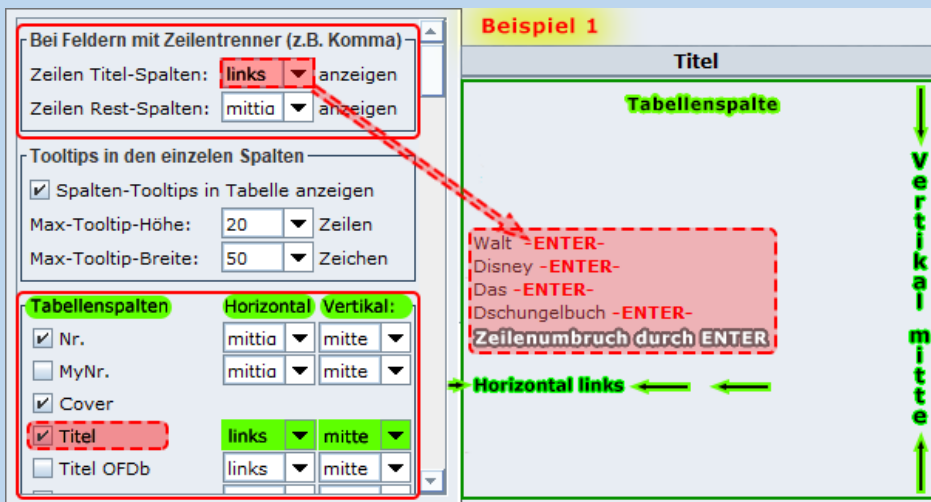 Bei Feldern mit Zeilentrenner (z.B. Komma)
Zeilen Titel-Spalten: links anzeigen
Zeilen Rest-Spalten: mittig anzeigen
Tooltips in den einzelen Spalten
Spalten-Tooltips in Tabelle anzeigen
Max-Tooltip-Höhe: 20 Zeilen
Max-Tooltip-Breite: 50 Zeichen
Tabellenspalten Horizontal Vertikal:
Nr. mittig mitte
MyNr. mittig mitte
Cover
Titel links mitte
Titel OFDb links mitte
Beispiel 1
Titel
Tabellenspalte
Walt -ENTER-
Disney -ENTER-
Das -ENTER-
Dschungelbuch -ENTER-
Zeilenumbruch durch ENTER
Horizontal links
Vertikal mitte